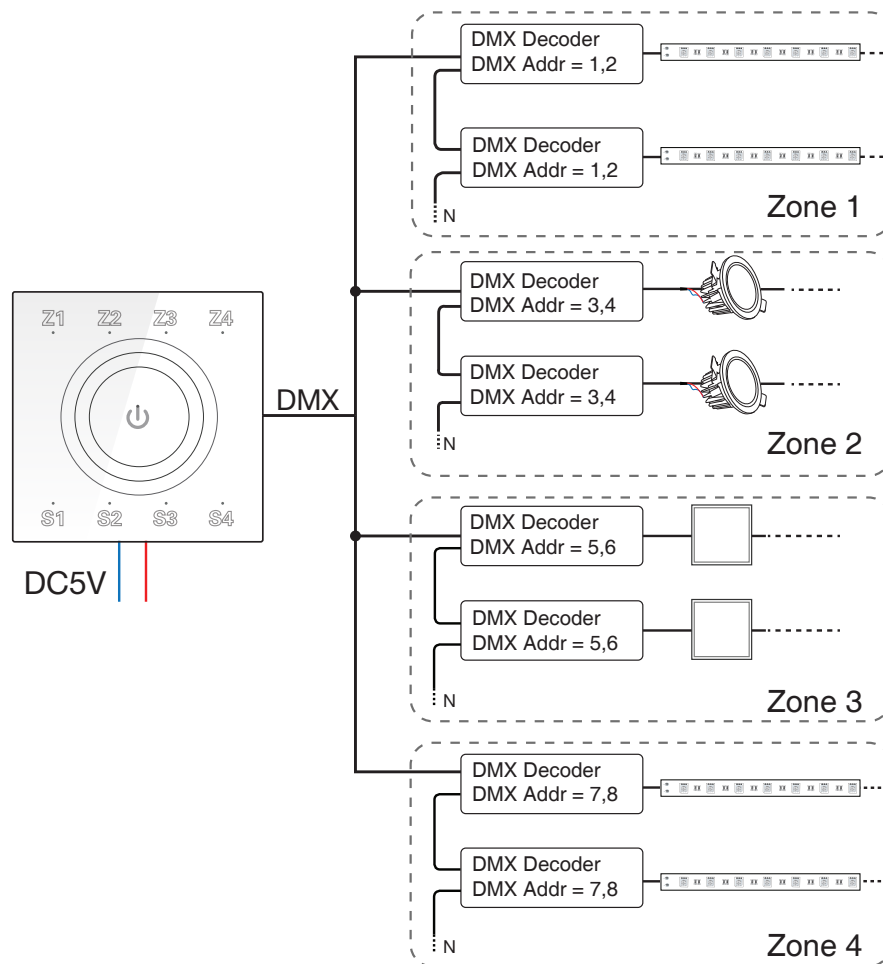 DMX Decoder
DMX Addr = 1,2
DMX Decoder
DMX Addr = 1,2
N
Zone 1
DMX Decoder
DMX Addr = 3,4
DMX Decoder
DMX Addr = 3,4
N
Zone 2
Z1 Z2 Z3 Z4
DMX
S1 S2 S3 S4
DC5V
DMX Decoder
DMX Addr = 5,6
DMX Decoder
DMX Addr = 5,6
N
Zone 3
DMX Decoder
DMX Addr = 7,8
DMX Decoder
DMX Addr = 7,8
N
Zone 4